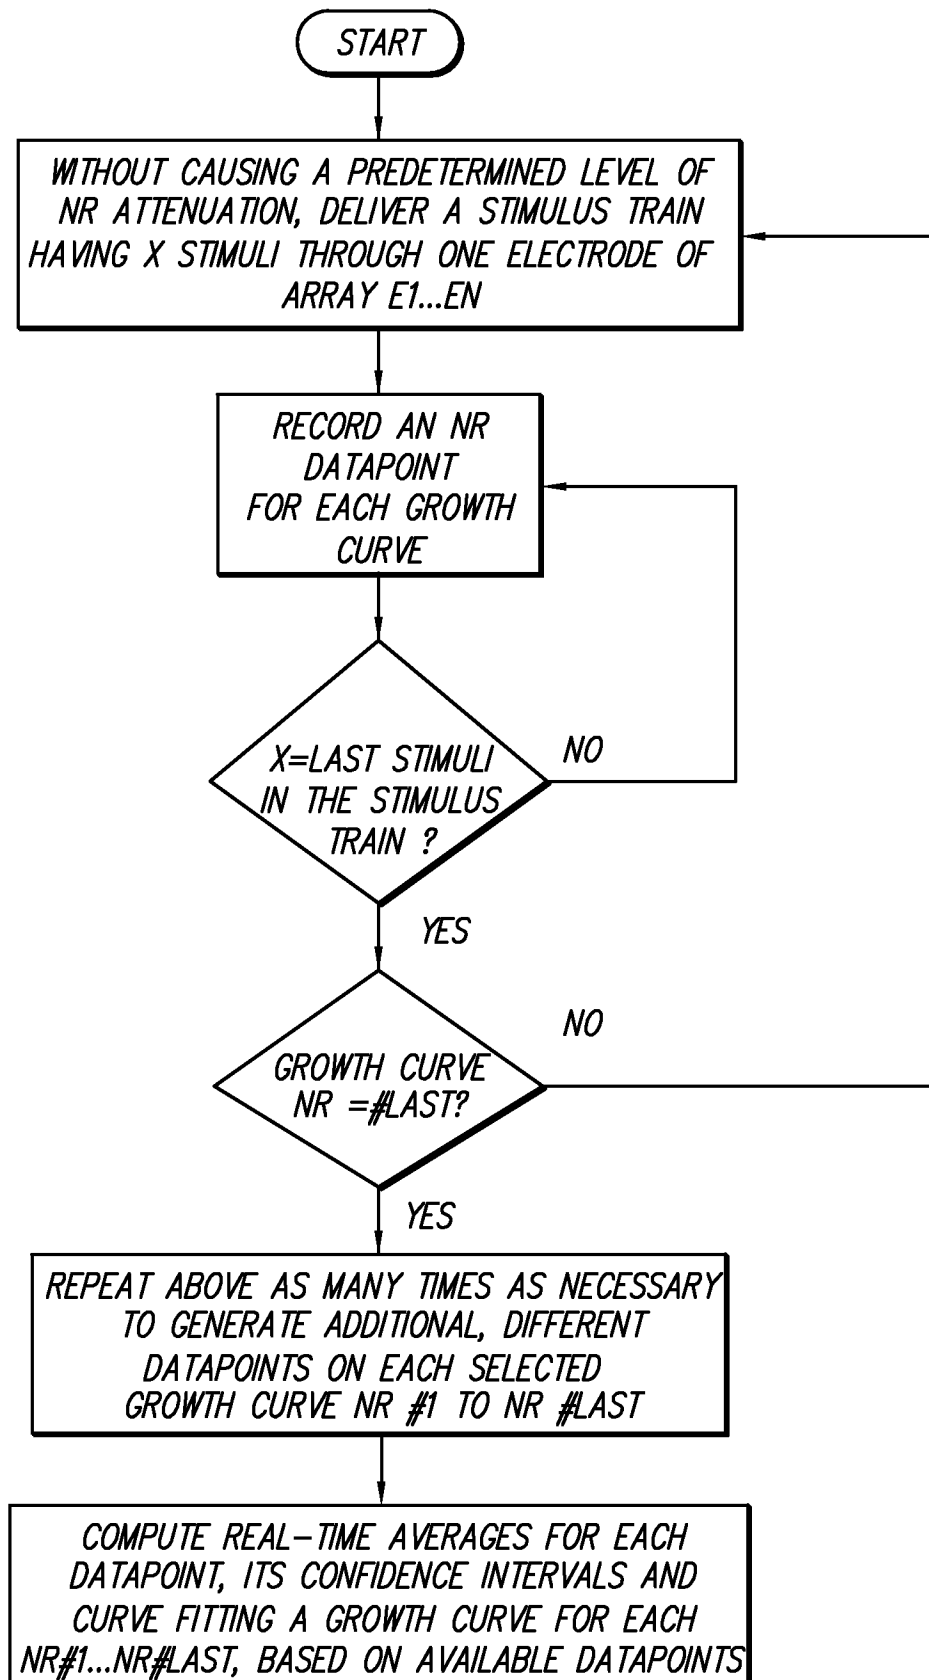 START
WITHOUT CAUSING A PREDETERMINED LEVEL OF
NR ATTENUATION, DELIVER A STIMULUS TRAIN
HAVING X STIMULI THROUGH ONE ELECTRODE OF
ARRAY E1...EN
RECORD AN NR
DATAPOINT
FOR EACH GROWTH
CURVE
X=LAST STIMULI
IN THE STIMULUS
TRAIN ?
NO
YES
GROWTH CURVE
NR =#LAST?
NO
YES
REPEAT ABOVE AS MANY TIMES AS NECESSARY
TO GENERATE ADDITIONAL, DIFFERENT
DATAPOINTS ON EACH SELECTED
GROWTH CURVE NR #1 TO NR #LAST
COMPUTE REAL-TIME AVERAGES FOR EACH
DATAPOINT, ITS CONFIDENCE INTERVALS AND
CURVE FITTING A GROWTH CURVE FOR EACH
NR#1...NR#LAST, BASED ON AVAILABLE DATAPOINTS